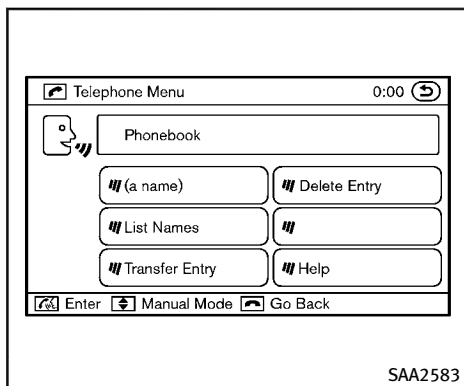 Telephone Menu 0:00
Phonebook
(a name) Delete Entry
List Names
Transfer Entry Help
Enter Manual Mode Go Back
SAA2583